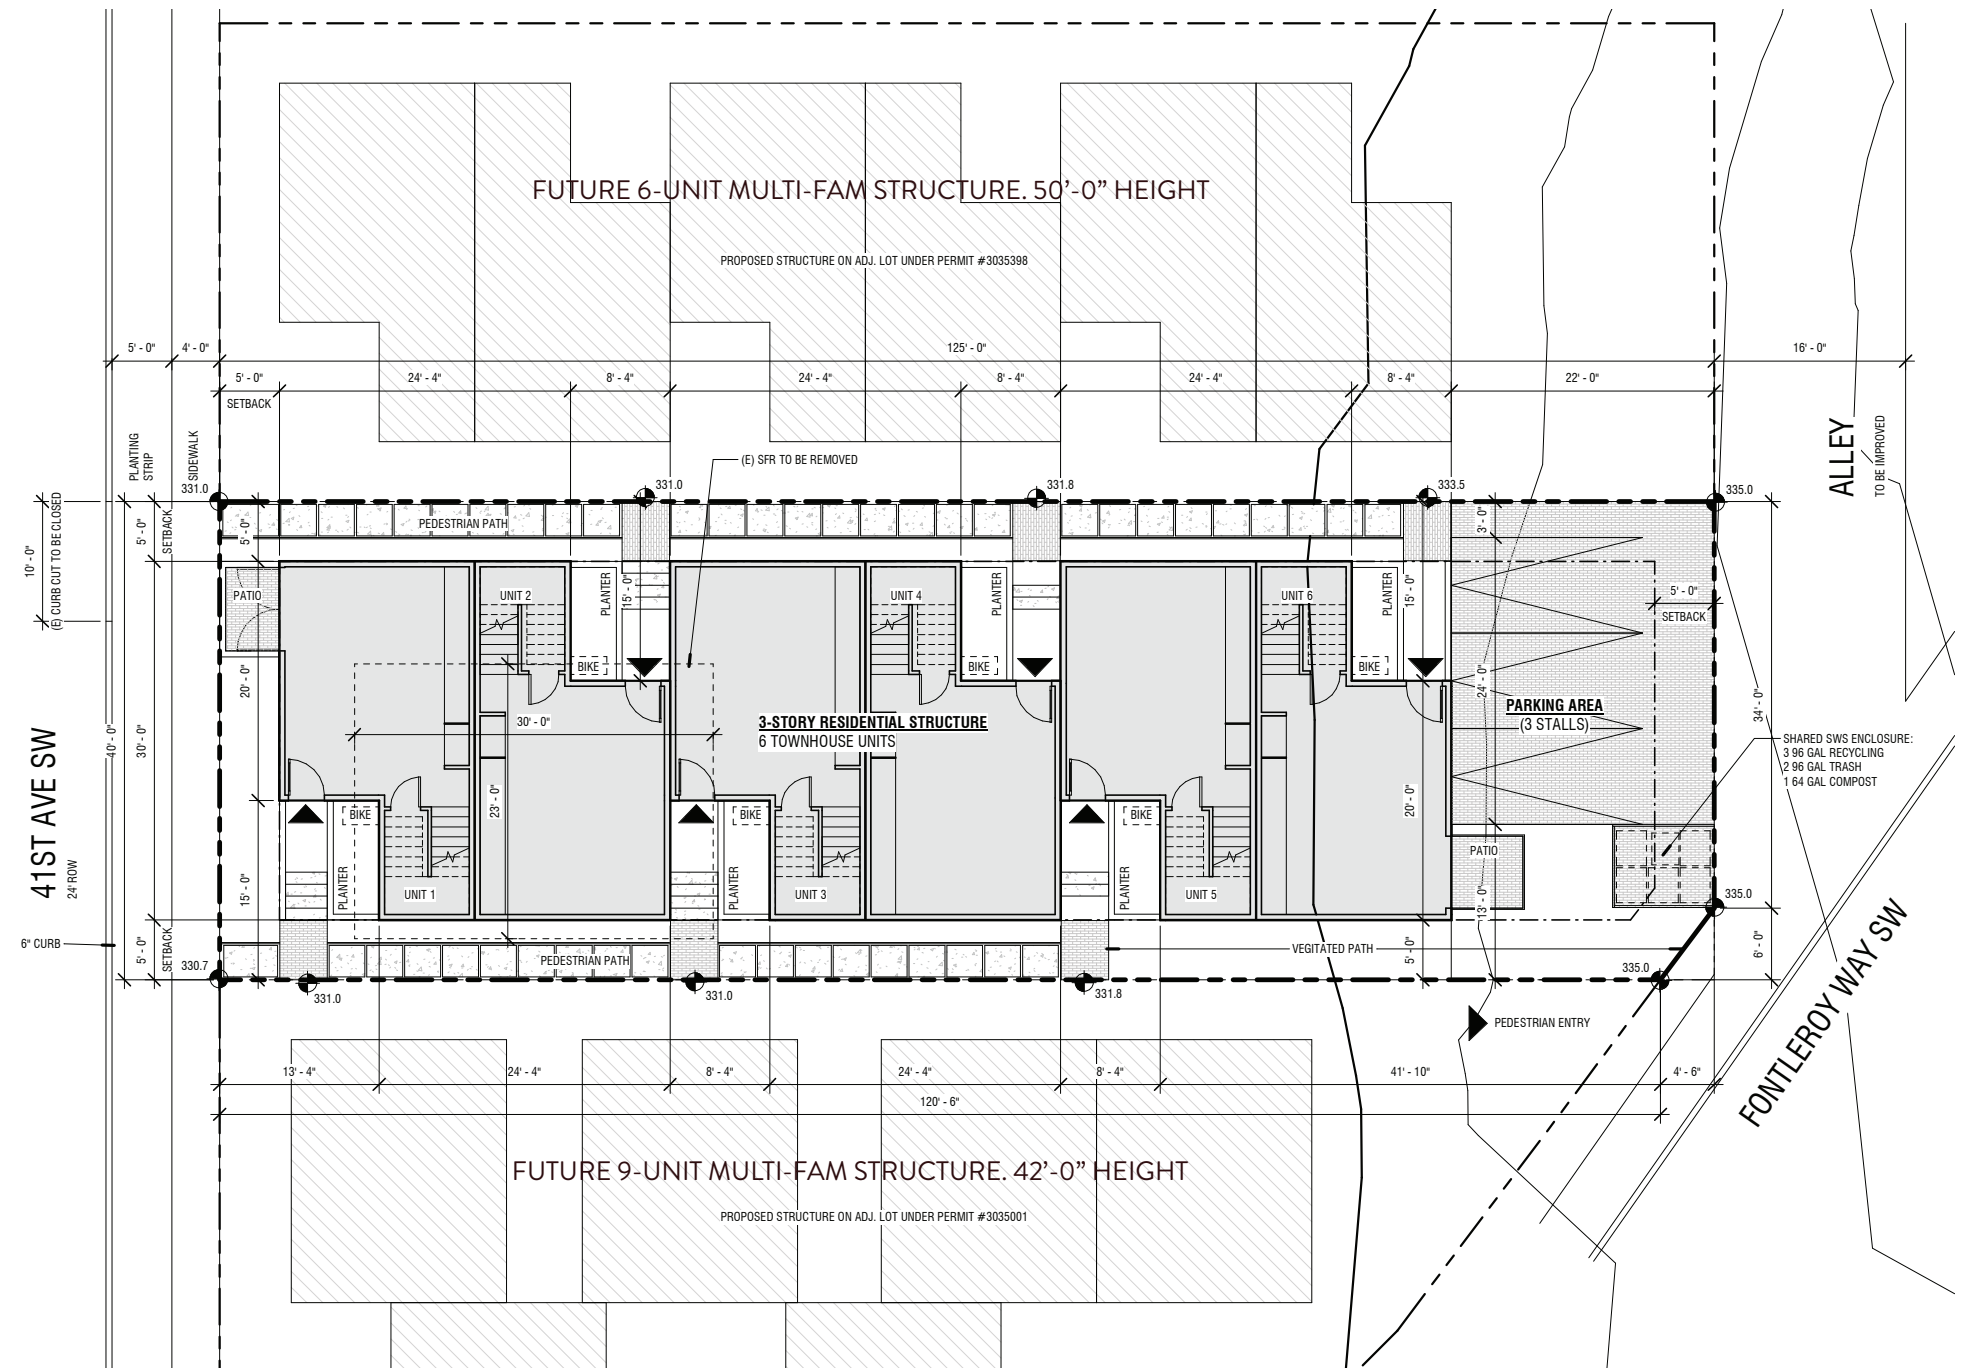 FUTURE 6-UNIT MULTI-FAM STRUCTURE. 50’-0” HEIGHT
PROPOSED STRUCTURE ON ADJ. LOT UNDER PERMIT #3035398
5' - 0"
4' - 0"
125' - 0"
16' - 0"
5' - 0"
24' - 4"
8' - 4"
24' - 4"
8' - 4"
24' - 4"
8' - 4"
22' - 0"
SETBACK
PLANTING
STRIP
SIDEWALK
(E) SFR TO BE REMOVED
ALLEY
TO BE IMPROVED
331.0
331.0
331.8
333.5
335.0
10' - 0"
(E) CURB CUT TO BE CLOSED
5' - 0"
SETBACK
5' - 0"
PEDESTRIAN PATH
3' - 0"
PATIO
UNIT 2
PLANTER
15' - 0"
UNIT 4
PLANTER
UNIT 6
PLANTER
15' - 0"
5' - 0"
SETBACK
BIKE
BIKE
BIKE
20' - 0"
24' - 0"
30' - 0"
3-STORY RESIDENTIAL STRUCTURE
6 TOWNHOUSE UNITS
PARKING AREA
(3 STALLS)
34' - 0"
40' - 0"
30' - 0"
SHARED SWS ENCLOSURE:
3 96 GAL RECYCLING
2 96 GAL TRASH
1 64 GAL COMPOST
41ST AVE SW
24' ROW
23' - 0"
20' - 0"
BIKE
BIKE
BIKE
PATIO
15' - 0"
PLANTER
UNIT 1
PLANTER
UNIT 3
PLANTER
UNIT 5
13' - 0"
6" CURB
5' - 0"
SETBACK
PEDESTRIAN PATH
VEGITATED PATH
5' - 0"
335.0
6' - 0"
330.7
331.0
331.0
331.8
335.0
FONTLEROY WAY SW
PEDESTRIAN ENTRY
13' - 4"
24' - 4"
8' - 4"
24' - 4"
8' - 4"
41' - 10"
4' - 6"
120' - 6"
FUTURE 9-UNIT MULTI-FAM STRUCTURE. 42’-0” HEIGHT
PROPOSED STRUCTURE ON ADJ. LOT UNDER PERMIT #3035001